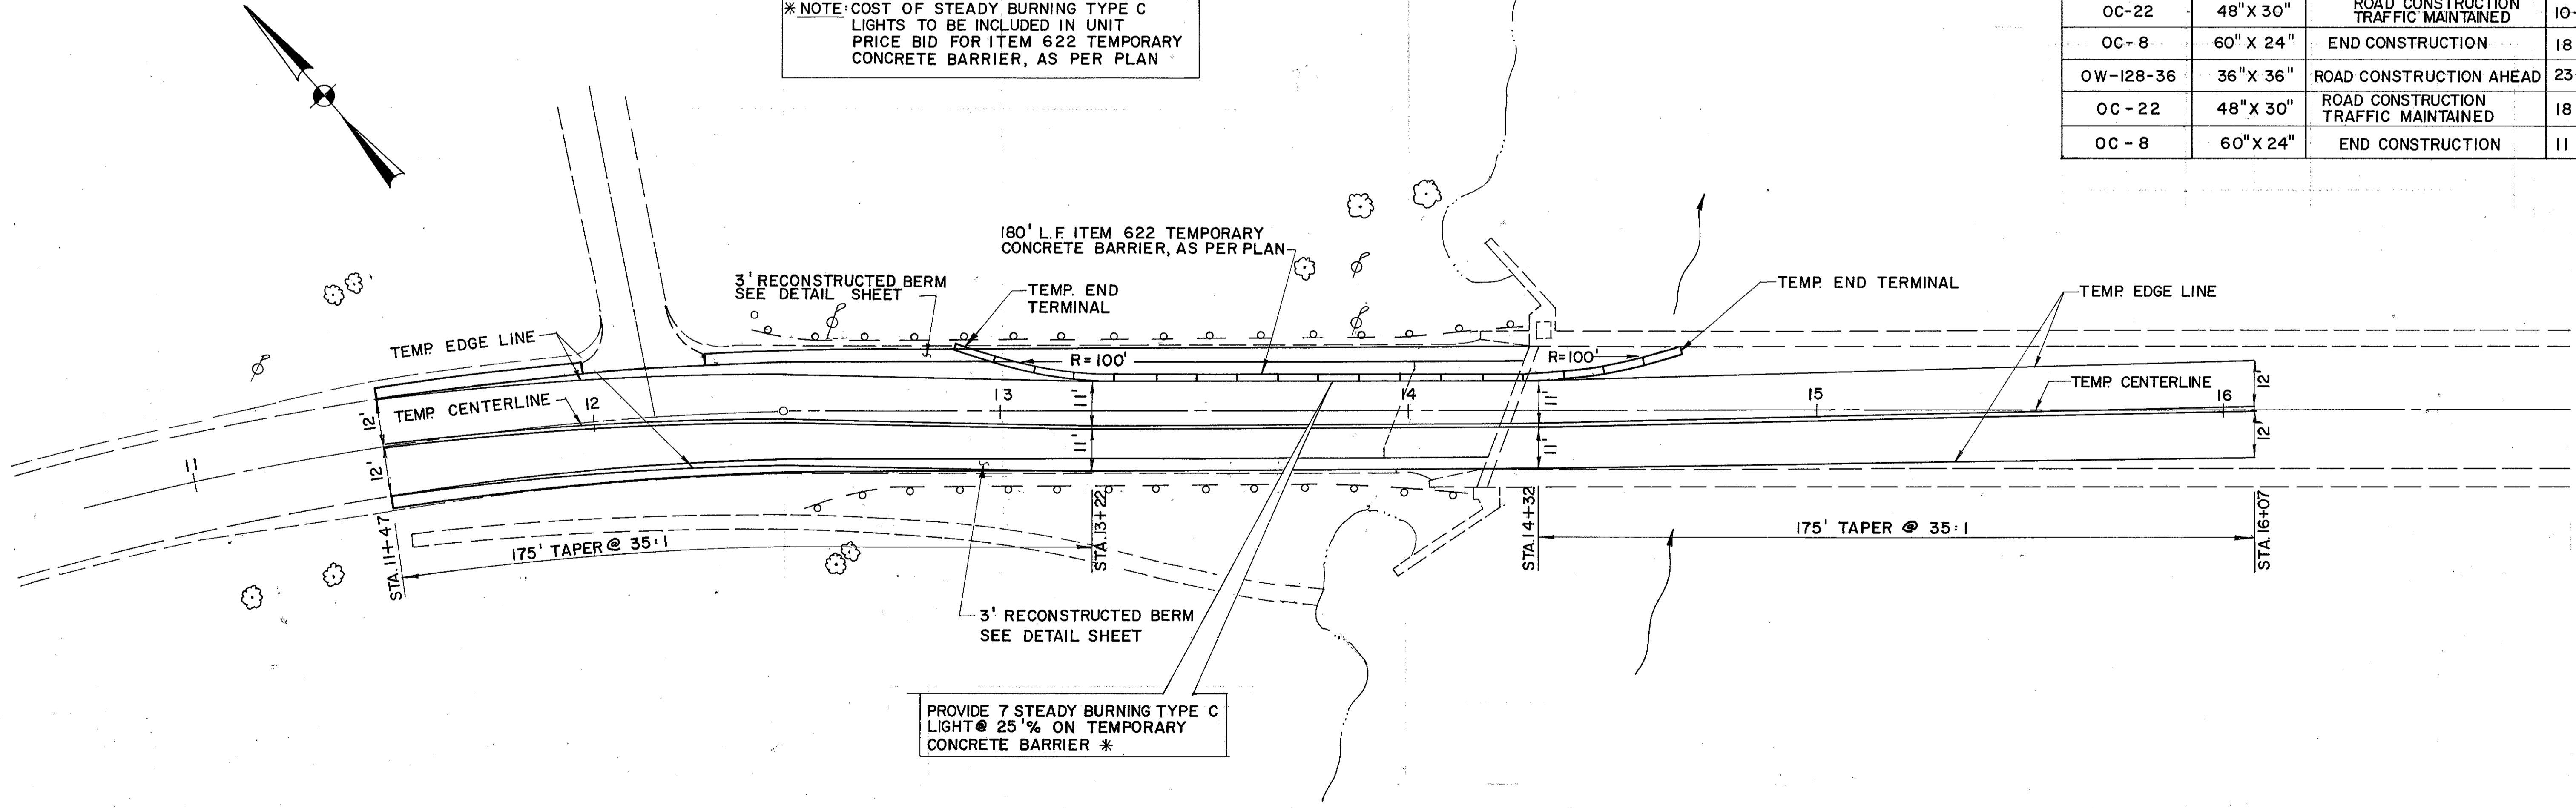 * NOTE: COST OF STEADY BURNING TYPE C
LIGHTS TO BE INCLUDED IN UNIT
PRICE BID FOR ITEM 622 TEMPORARY
CONCRETE BARRIER, AS PER PLAN
OC-22 48" X 30" ROAD CONSTRUCTION
TRAFFIC MAINTAINED 10
OC-8 60" X 24" END CONSTRUCTION 18
OW-128-36 36" X 36" ROAD CONSTRUCTION AHEAD 23
OC-22 48" X 30" ROAD CONSTRUCTION
TRAFFIC MAINTAINED 18
OC-8 60" X 24" END CONSTRUCTION 11
180' L.F. ITEM 622 TEMPORARY
CONCRETE BARRIER, AS PER PLAN
3' RECONSTRUCTED BERM
SEE DETAIL SHEET
TEMP. END
TERMINAL
TEMP. END TERMINAL
TEMP. EDGE LINE
TEMP. EDGE LINE
R=100'
R=100'
TEMP. CENTERLINE
TEMP. CENTERLINE
11
12
13
14
15
16
12'
12'
11'
11'
11'
11'
12'
12'
STA. 11+47
175' TAPER @ 35:1
STA. 13+22
STA. 14+32
175' TAPER @ 35:1
STA. 16+07
3' RECONSTRUCTED BERM
SEE DETAIL SHEET
PROVIDE 7 STEADY BURNING TYPE C
LIGHT @ 25'% ON TEMPORARY
CONCRETE BARRIER *